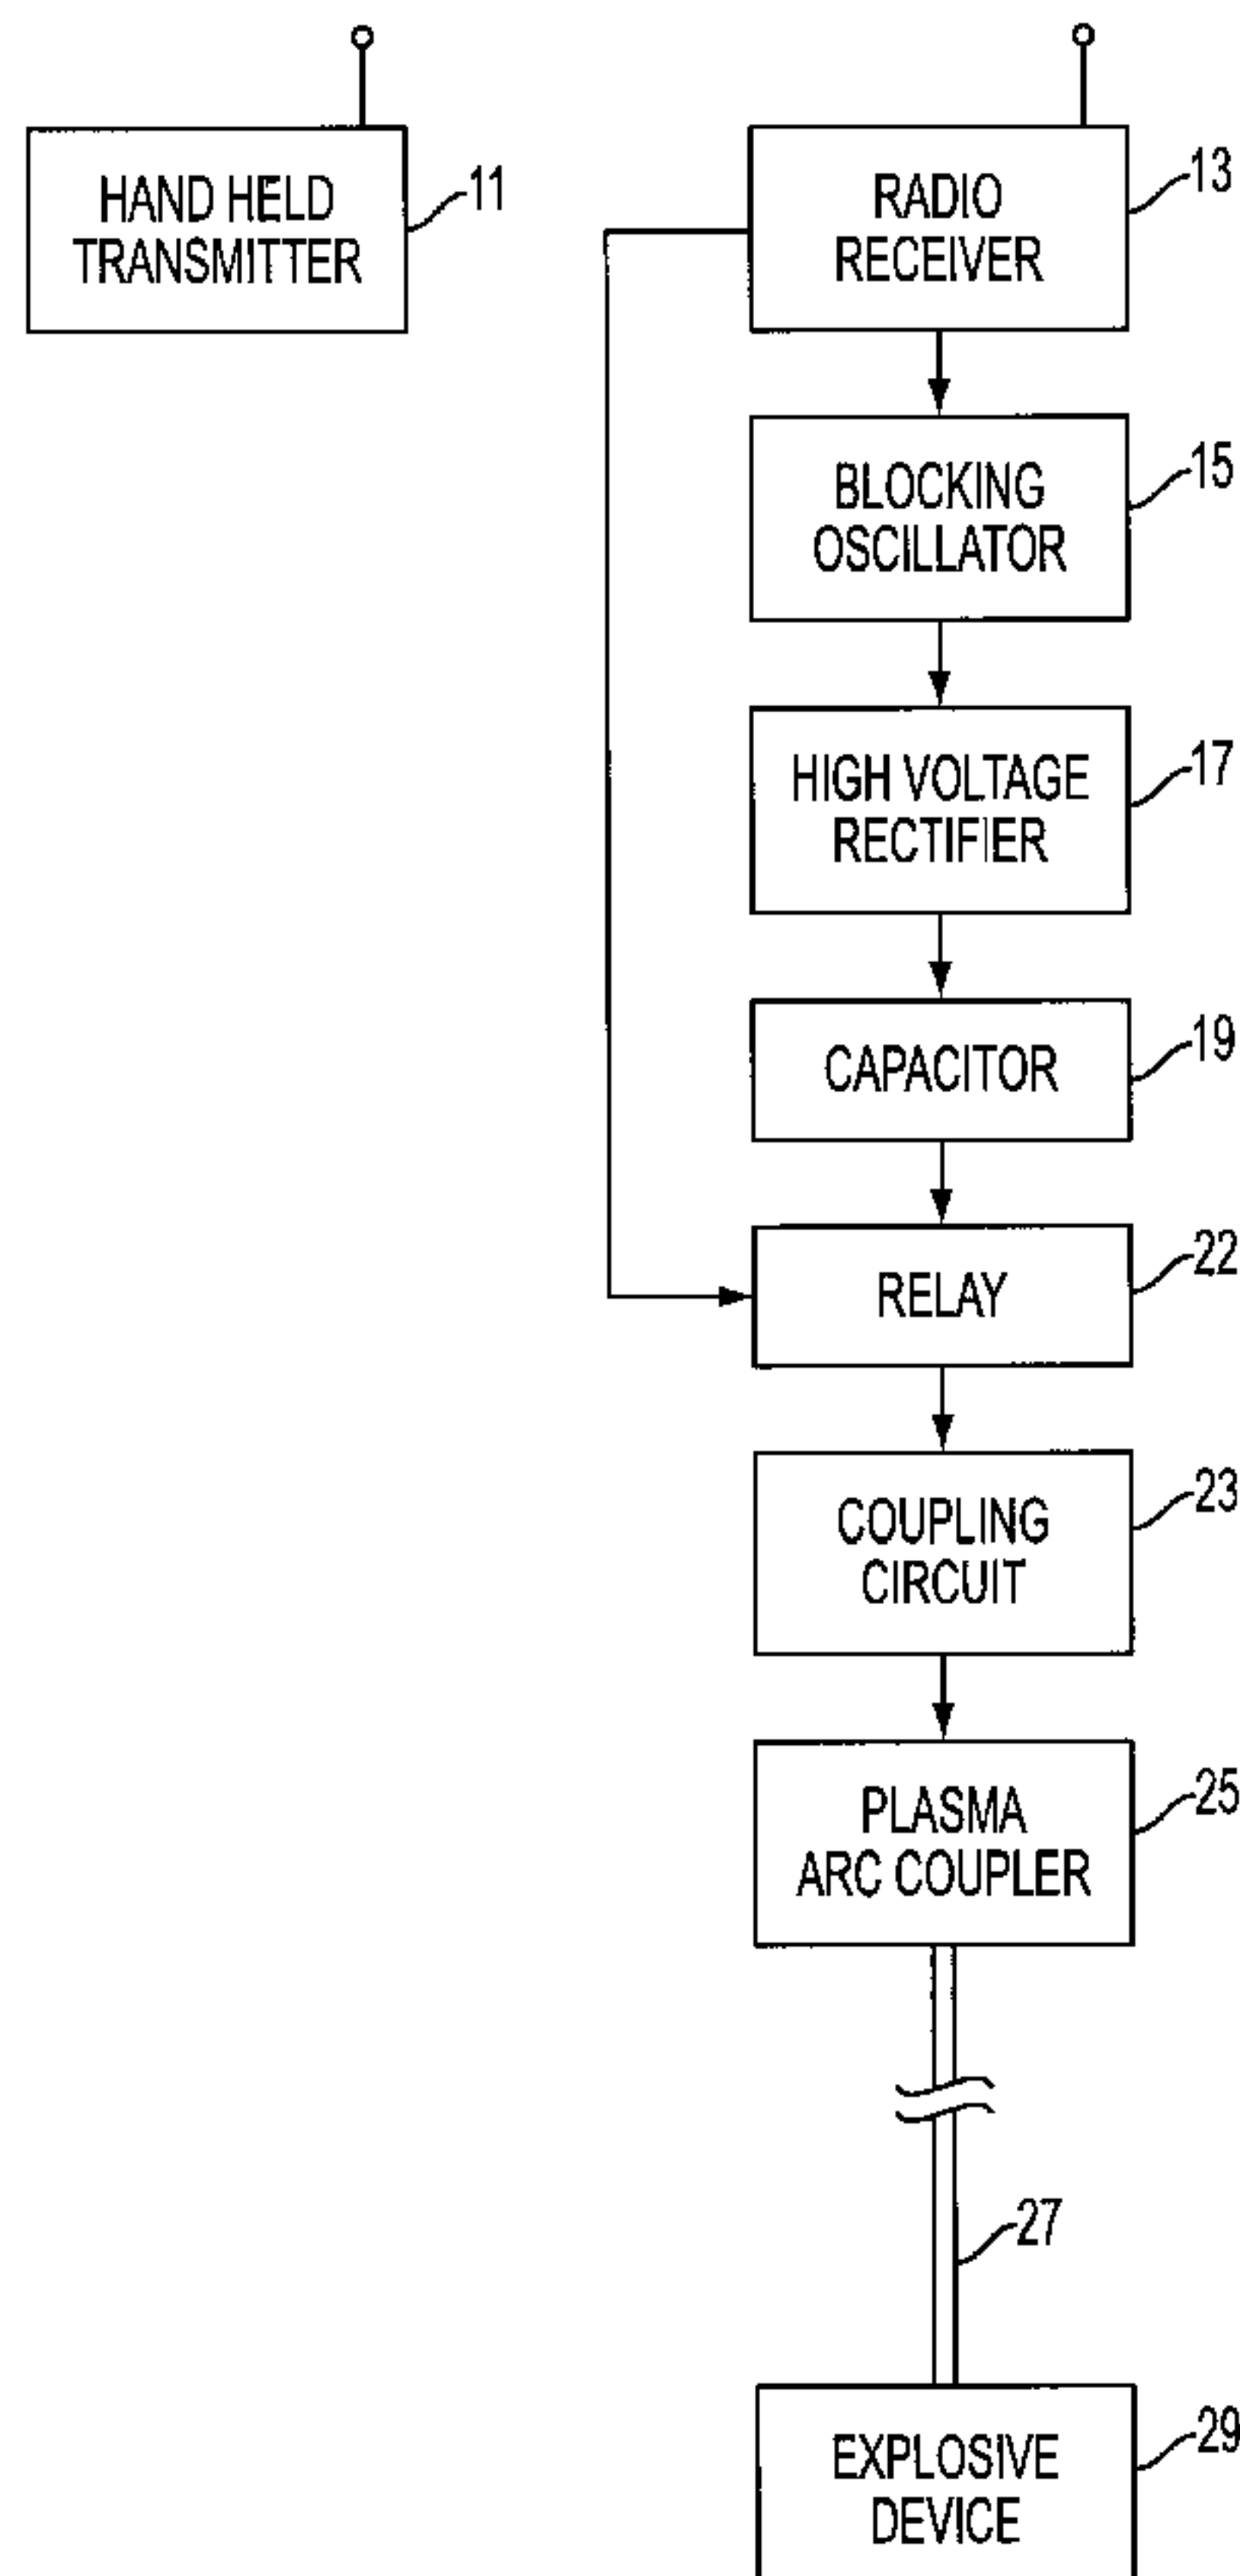 HAND HELD
TRANSMITTER
11
RADIO
RECEIVER
13
BLOCKING
OSCILLATOR
15
HIGH VOLTAGE
RECTIFIER
17
CAPACITOR
19
RELAY
22
COUPLING
CIRCUIT
23
PLASMA
ARC COUPLER
25
27
EXPLOSIVE
DEVICE
29